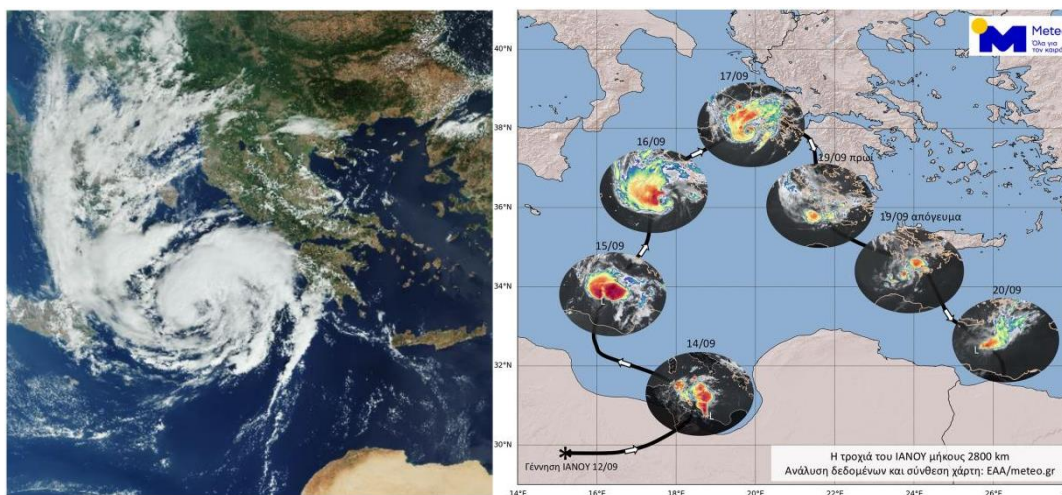 Meteo
Όλα για
τον καιρό
40°N
38°N
36°N
34°N
32°N
30°N
17/09
16/09
19/09 πρωί
19/09 απόγευμα
15/09
20/09
14/09
L
L
Γέννηση ΙΑΝΟΥ 12/09
Η τροχιά του ΙΑΝΟΥ μήκους 2800 km
Ανάλυση δεδομένων και σύνθεση χάρτη: ΕΑΑ/meteo.gr
14°E
16°E
18°E
20°E
22°E
24°E
26°E